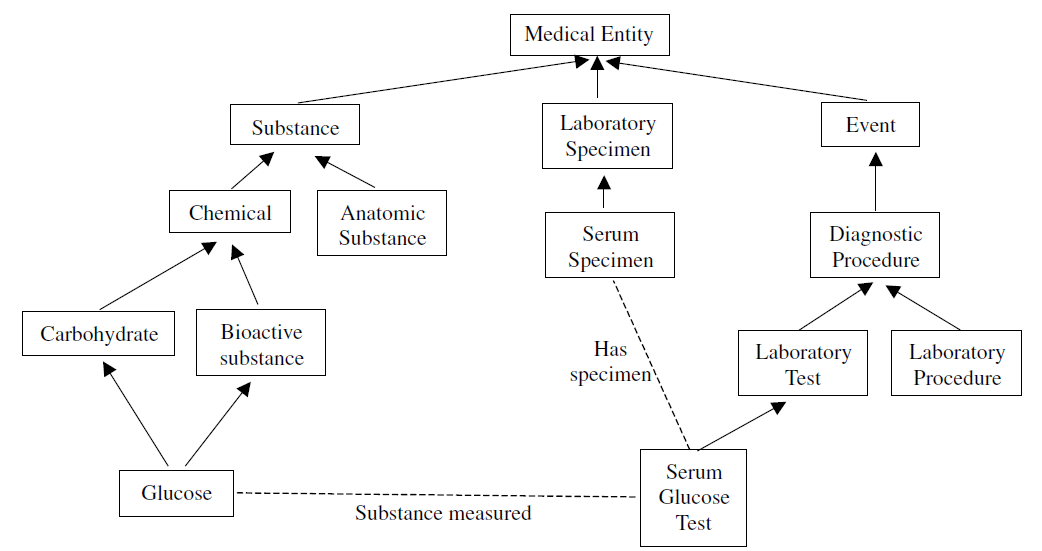 Medical Entity
Substance
Laboratory
Specimen
Event
Chemical
Anatomic
Substance
Serum
Specimen
Diagnostic
Procedure
Carbohydrate
Bioactive
substance
Has
specimen
Laboratory
Test
Laboratory
Procedure
Glucose
Substance measured
Serum
Glucose
Test